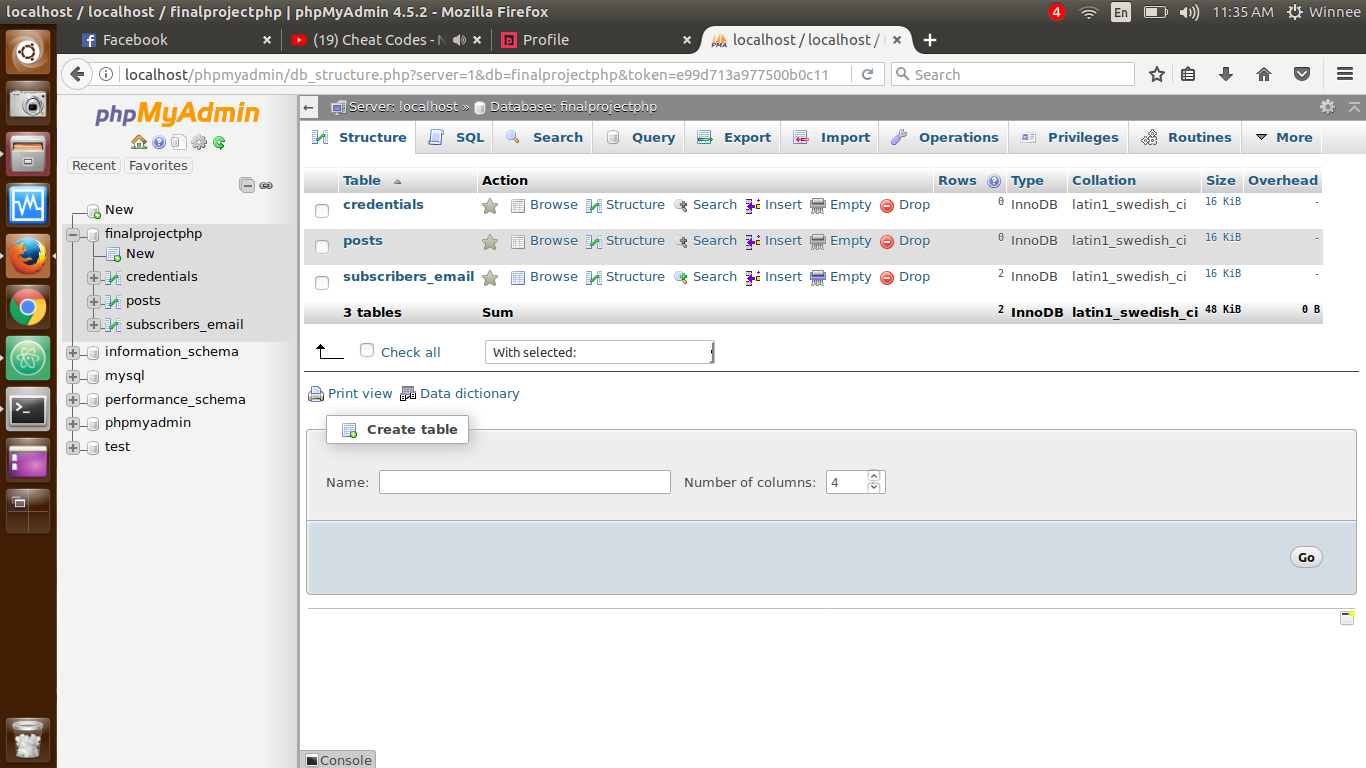 localhost / localhost / finalprojectphp | phpMyAdmin 4.5.2 - Mozilla Firefox
4
En
11:35 AM
Winnee
Facebook
(19) Cheat Codes - N
Profile
localhost / localhost /
localhost/phpmyadmin/db_structure.php?server=1&db=finalprojectphp&token=e99d713a977500b0c11
Search
phpMyAdmin
Recent
Favorites
New
finalprojectphp
New
credentials
posts
subscribers_email
information_schema
mysql
performance_schema
phpmyadmin
test
Server: localhost » Database: finalprojectphp
Structure SQL Search Query Export Import Operations Privileges Routines More
Table Action Rows Type Collation Size Overhead
credentials Browse Structure Search Insert Empty Drop 0 InnoDB latin1_swedish_ci 16 KiB -
posts Browse Structure Search Insert Empty Drop 0 InnoDB latin1_swedish_ci 16 KiB -
subscribers_email Browse Structure Search Insert Empty Drop 2 InnoDB latin1_swedish_ci 16 KiB -
3 tables Sum 2 InnoDB latin1_swedish_ci 48 KiB 0 B
Check all With selected:
Print view Data dictionary
Create table
Name: Number of columns: 4
Go
Console